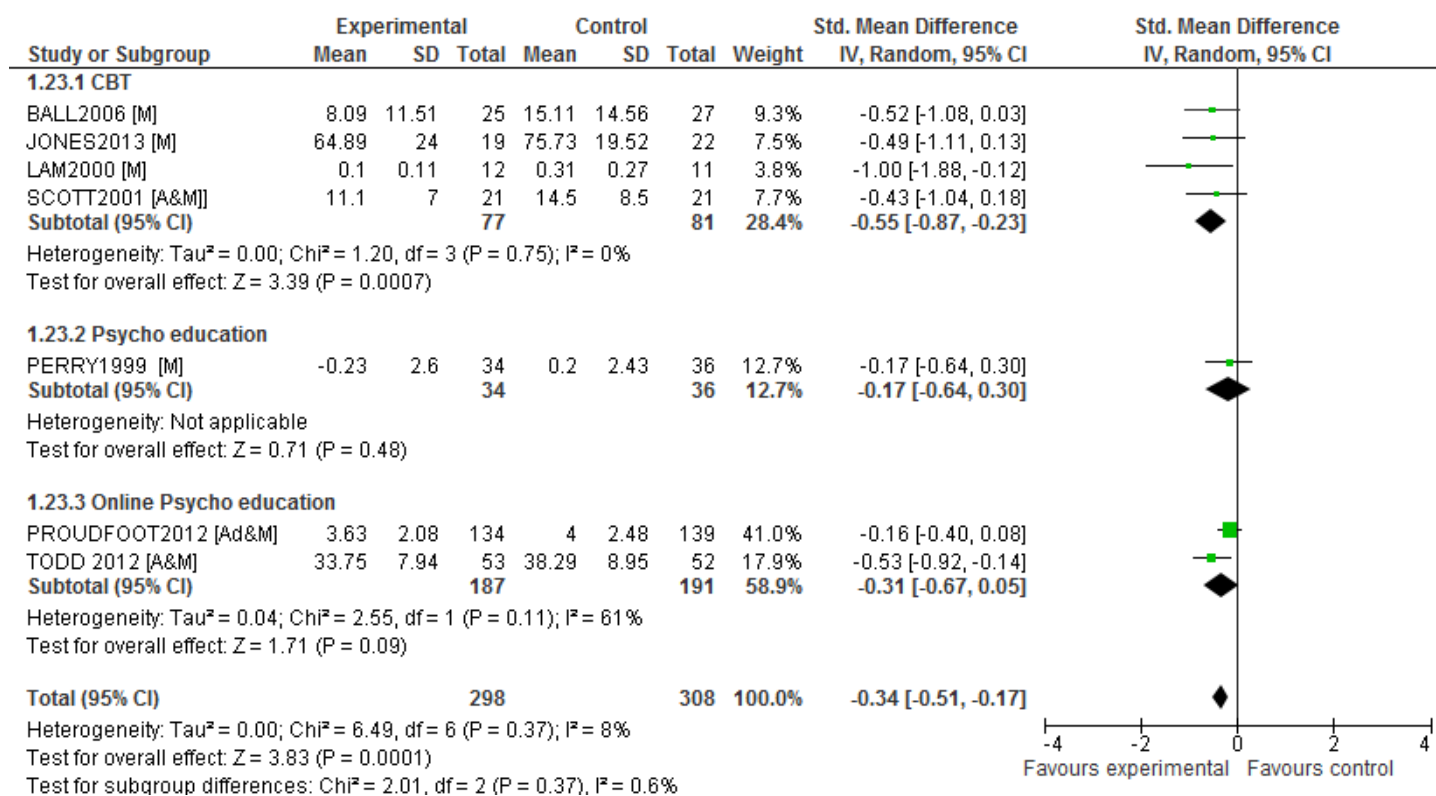 Experimental Control Std. Mean Difference Std. Mean Difference
Study or Subgroup Mean SD Total Mean SD Total Weight IV, Random, 95% CI IV, Random, 95% CI
1.23.1 CBT
BALL2006 [M] 8.09 11.51 25 15.11 14.56 27 9.3% -0.52 [-1.08, 0.03]
JONES2013 [M] 64.89 24 19 75.73 19.52 22 7.5% -0.49 [-1.11, 0.13]
LAM2000 [M] 0.1 0.11 12 0.31 0.27 11 3.8% -1.00 [-1.88, -0.12]
SCOTT2001 [A&M]] 11.1 7 21 14.5 8.5 21 7.7% -0.43 [-1.04, 0.18]
Subtotal (95% CI) 77 81 28.4% -0.55 [-0.87, -0.23]
Heterogeneity: Tau² = 0.00; Chi² = 1.20, df = 3 (P = 0.75); I² = 0%
Test for overall effect: Z = 3.39 (P = 0.0007)
1.23.2 Psycho education
PERRY1999 [M] -0.23 2.6 34 0.2 2.43 36 12.7% -0.17 [-0.64, 0.30]
Subtotal (95% CI) 34 36 12.7% -0.17 [-0.64, 0.30]
Heterogeneity: Not applicable
Test for overall effect: Z = 0.71 (P = 0.48)
1.23.3 Online Psycho education
PROUDFOOT2012 [Ad&M] 3.63 2.08 134 4 2.48 139 41.0% -0.16 [-0.40, 0.08]
TODD 2012 [A&M] 33.75 7.94 53 38.29 8.95 52 17.9% -0.53 [-0.92, -0.14]
Subtotal (95% CI) 187 191 58.9% -0.31 [-0.67, 0.05]
Heterogeneity: Tau² = 0.04; Chi² = 2.55, df = 1 (P = 0.11); I² = 61%
Test for overall effect: Z = 1.71 (P = 0.09)
Total (95% CI) 298 308 100.0% -0.34 [-0.51, -0.17]
Heterogeneity: Tau² = 0.00; Chi² = 6.49, df = 6 (P = 0.37); I² = 8%
Test for overall effect: Z = 3.83 (P = 0.0001)
Test for subgroup differences: Chi² = 2.01, df = 2 (P = 0.37), I² = 0.6%
-4 -2 0 2 4
Favours experimental Favours control